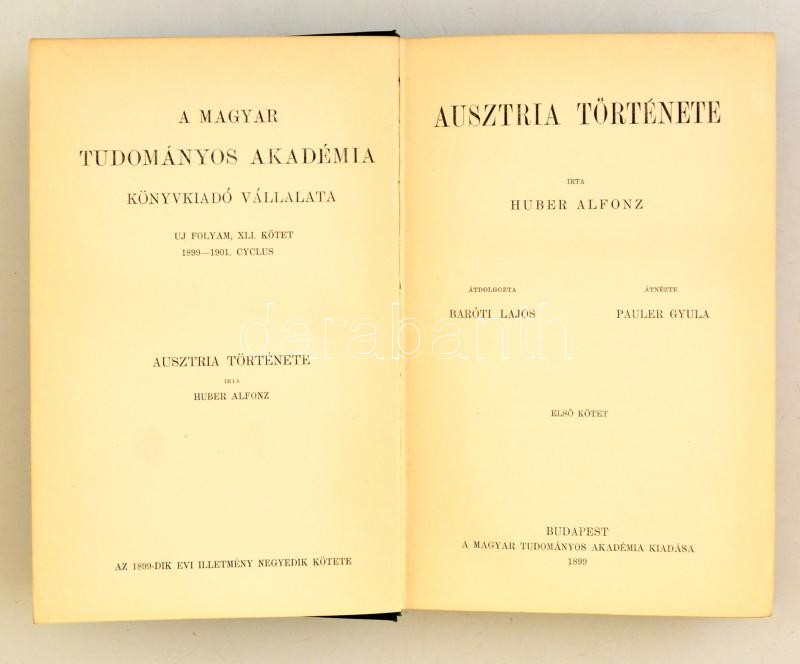 A MAGYAR
TUDOMÁNYOS AKADÉMIA
KÖNYVKIADÓ VÁLLALATA
UJ FOLYAM, XLI. KÖTET
1899—1901. CYCLUS
AUSZTRIA TÖRTÉNETE
IRTA
HUBER ALFONZ
AZ 1899-DIK EVI ILLETMÉNY NEGYEDIK KÖTETE
AUSZTRIA TÖRTÉNETE
IRTA
HUBER ALFONZ
ÁTDOLGOZTA
BARÓTI LAJOS
ÁTNÉZTE
PAULER GYULA
ELSŐ KÖTET
BUDAPEST
A MAGYAR TUDOMÁNYOS AKADÉMIA KIADÁSA
1899
darabanth